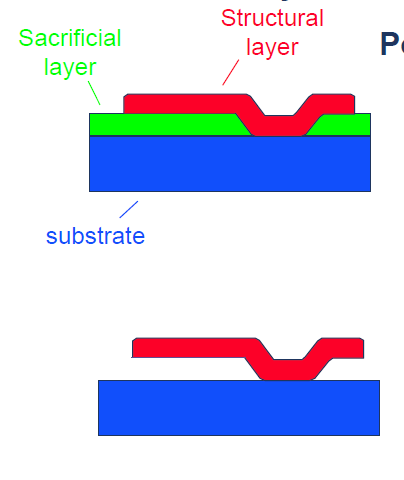 Structural
layer
Sacrificial
layer
substrate